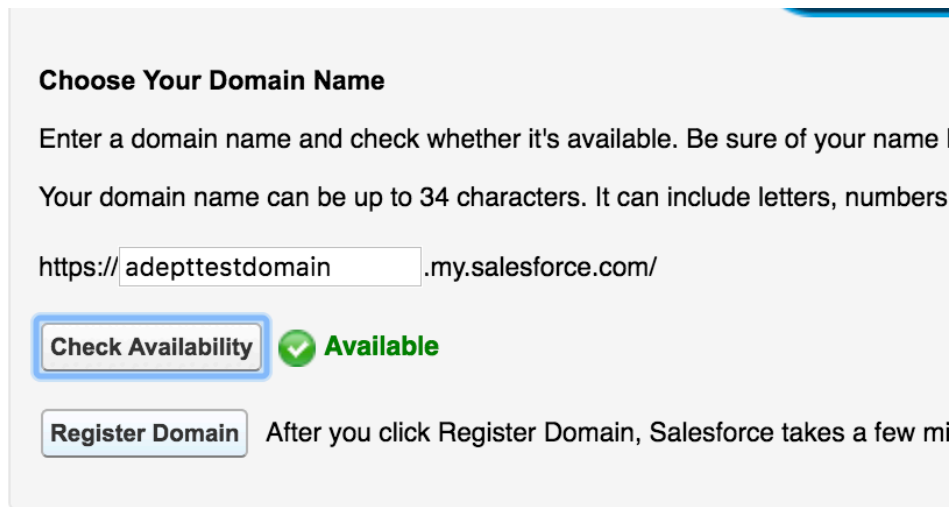 Choose Your Domain Name
Enter a domain name and check whether it's available. Be sure of your name
Your domain name can be up to 34 characters. It can include letters, numbers
https:// adepttestdomain .my.salesforce.com/
Check Availability Available
Register Domain After you click Register Domain, Salesforce takes a few